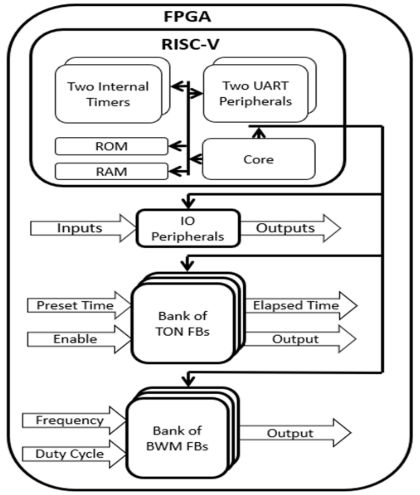 FPGA
RISC-V
Two Internal
Timers
Two UART
Peripherals
ROM
RAM
Core
Inputs
IO
Peripherals
Outputs
Preset Time
Enable
Bank of
TON FBs
Elapsed Time
Output
Frequency
Duty Cycle
Bank of
BWM FBs
Output